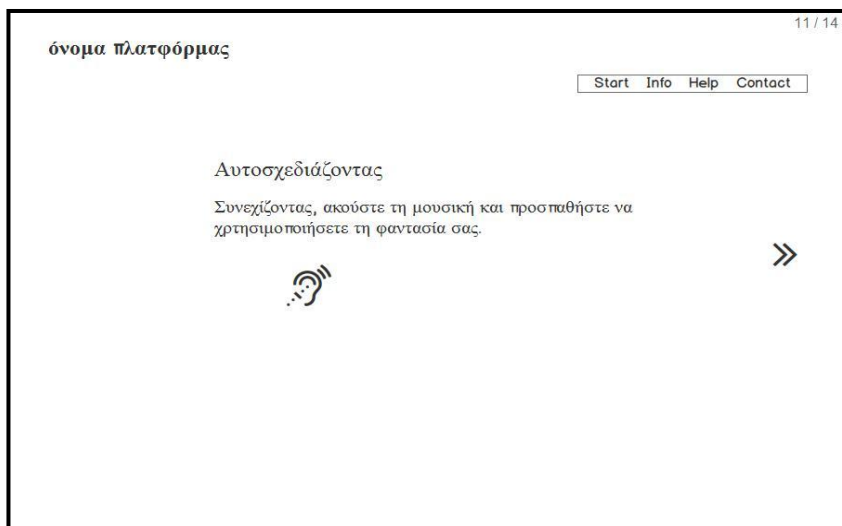 11 / 14
όνομα πλατφόρμας
Start Info Help Contact
Αυτοσχεδιάζοντας
Συνεχίζοντας, ακούστε τη μουσική και προσπαθήστε να
χρτησιμοποιήσετε τη φαντασία σας.